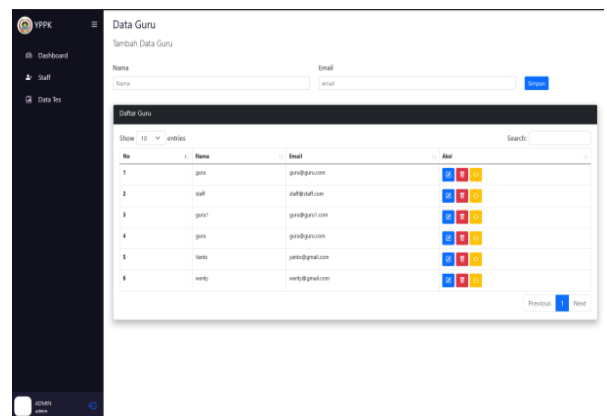 YPPK
Dashboard
Staff
Data Tes
ADMIN
admin
Data Guru
Tambah Data Guru
Nama Email
Nama email Simpan
Daftar Guru
Show 10 entries Search:
No Nama Email Aksi
1 guru guru@guru.com
2 staff staff@staff.com
3 guru1 guru@guru1.com
4 guru guru@guru.com
5 Yanto yanto@gmail.com
6 wenty wenty@gmail.com
Previous 1 Next